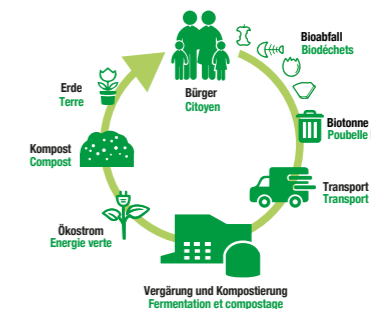 Bürger
Citoyen
Bioabfall
Biodéchets
Biotonne
Poubelle
Transport
Transport
Vergärung und Kompostierung
Fermentation et compostage
Ökostrom
Energie verte
Kompost
Compost
Erde
Terre